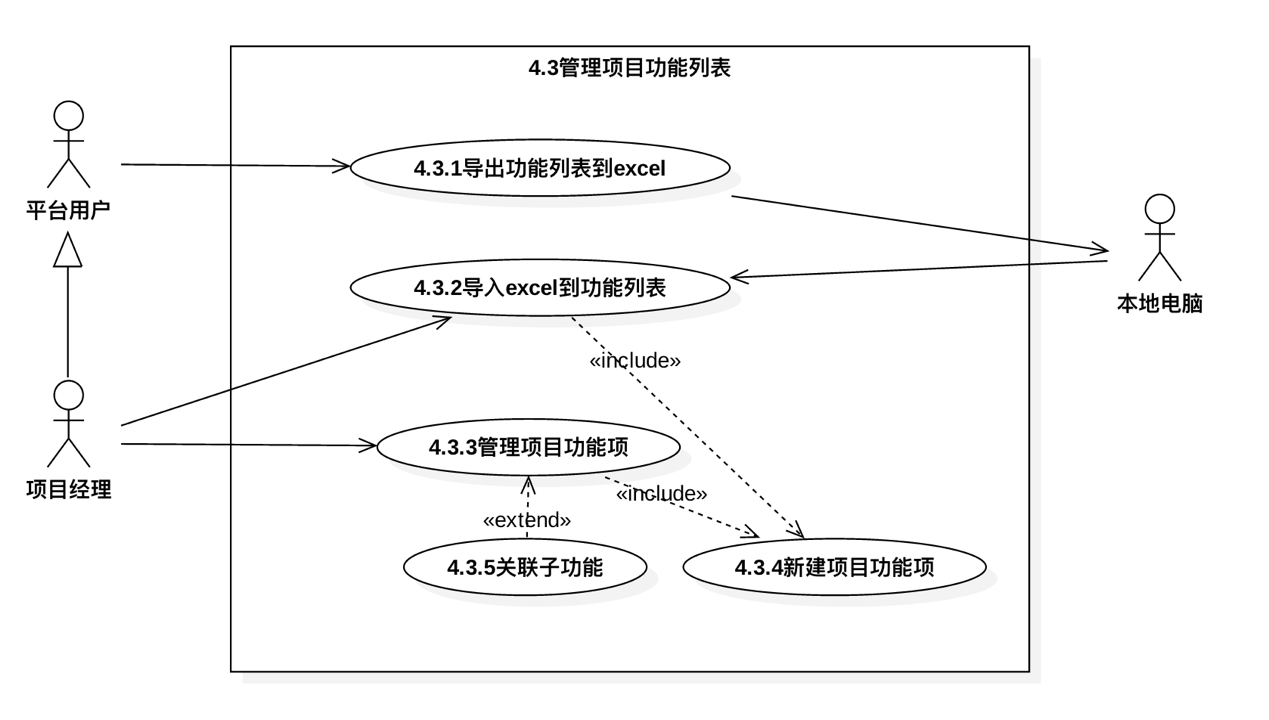 4.3管理项目功能列表
4.3.1导出功能列表到excel
平台用户
4.3.2导入excel到功能列表
本地电脑
«include»
4.3.3管理项目功能项
项目经理
«include»
«extend»
4.3.5关联子功能
4.3.4新建项目功能项